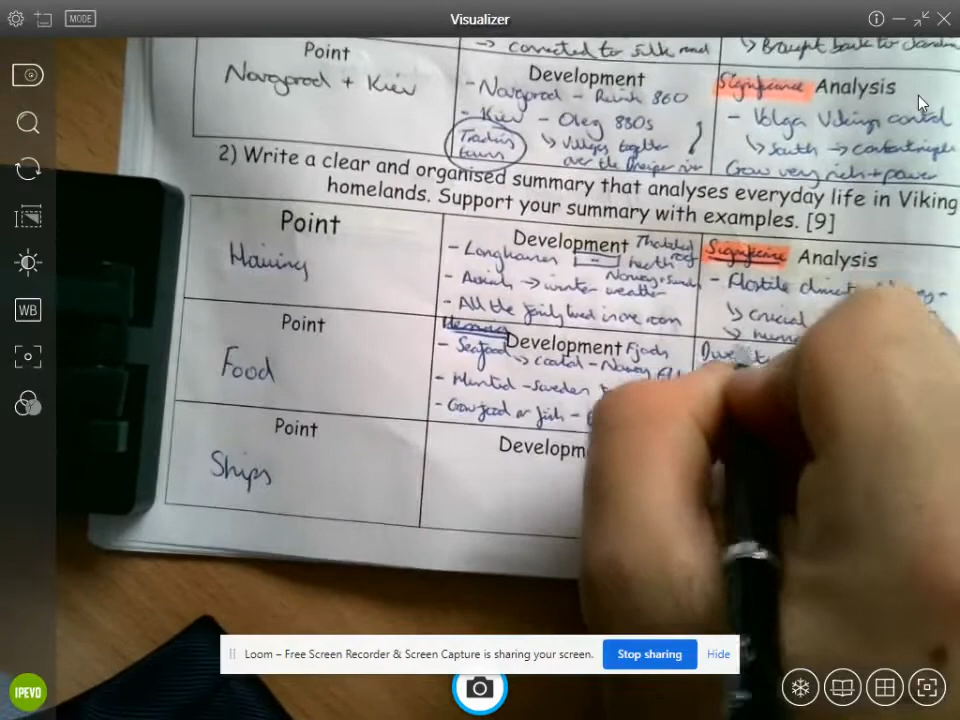 Visualizer
MODE
WB
Point
Novgorod + Kiev
→ connected to silk road
Development
- Novgorod - Rurik 860
- Kiev - Oleg 880s
Trading towns
↳ Villages together
over the Dnieper river
↳ Brought back to
Significance Analysis
- Volga Vikings control
↳ South → Constantinople
Grow very rich + power
2) Write a clear and organised summary that analyses everyday life in Viking
homelands. Support your summary with examples. [9]
Point
Housing
Development
Thatched roof
- Longhouses
hearth
- Animals → winter weather
Norway +
- All the family lived in one room
Significance Analysis
- Hostile climate
↳ crucial
↳
Point
Food
Development
- Seafood
↳ coastal - Norway
Fjords
- Hunted - Sweden
- Grow food or fish -
Point
Ships
Developm
Loom – Free Screen Recorder & Screen Capture is sharing your screen.
Stop sharing
Hide
IPEVO